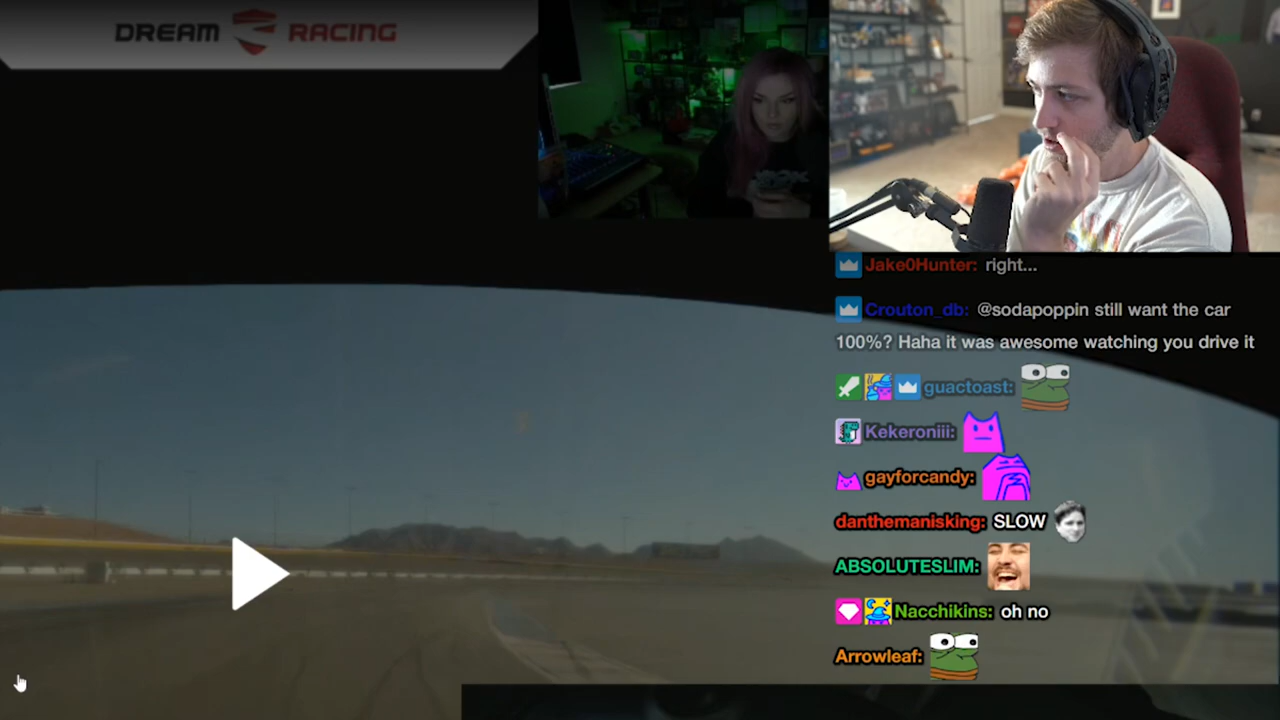 DREAM RACING
Jake0Hunter: right...
Crouton_db: @sodapoppin still want the car
100%? Haha it was awesome watching you drive it
guactoast:
Kekeroniii:
gayforcandy:
danthemanisking: SLOW
ABSOLUTESLIM:
Nacchikins: oh no
Arrowleaf: